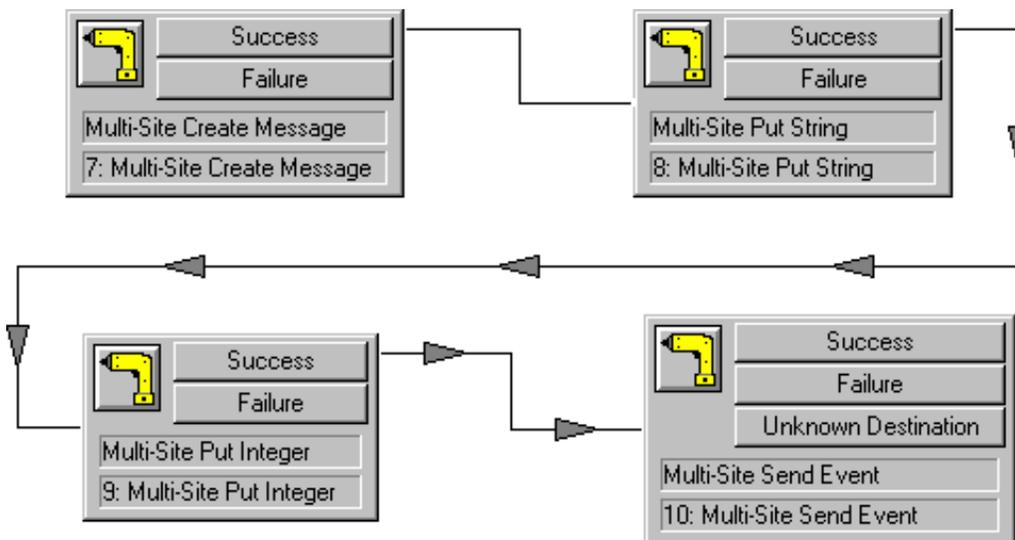 Success
Failure
Multi-Site Create Message
7: Multi-Site Create Message
Success
Failure
Multi-Site Put String
8: Multi-Site Put String
Success
Failure
Multi-Site Put Integer
9: Multi-Site Put Integer
Success
Failure
Unknown Destination
Multi-Site Send Event
10: Multi-Site Send Event